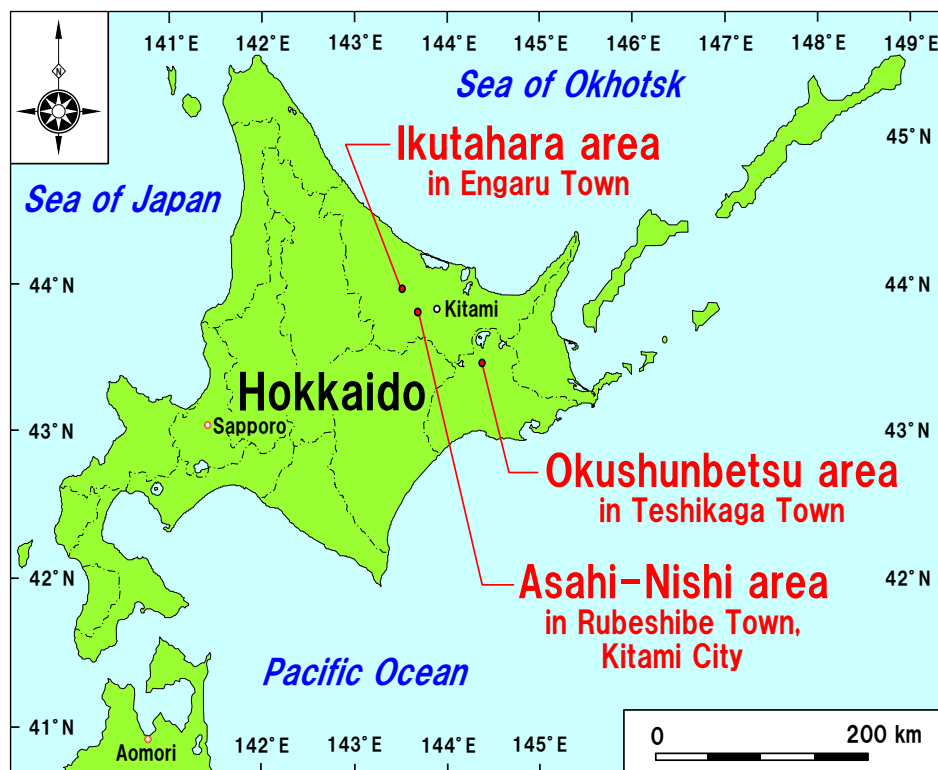 141°E 142°E 143°E 144°E 145°E 146°E 147°E 148°E 149°E
N
Sea of Okhotsk
45°N
Ikutahara area
in Engaru Town
Sea of Japan
44°N 44°N
Kitami
Hokkaido
Sapporo
43°N 43°N
Okushunbetsu area
in Teshikaga Town
42°N 42°N
Asahi-Nishi area
in Rubeshibe Town,
Kitami City
Pacific Ocean
41°N
Aomori
142°E 143°E 144°E 145°E
0 200 km